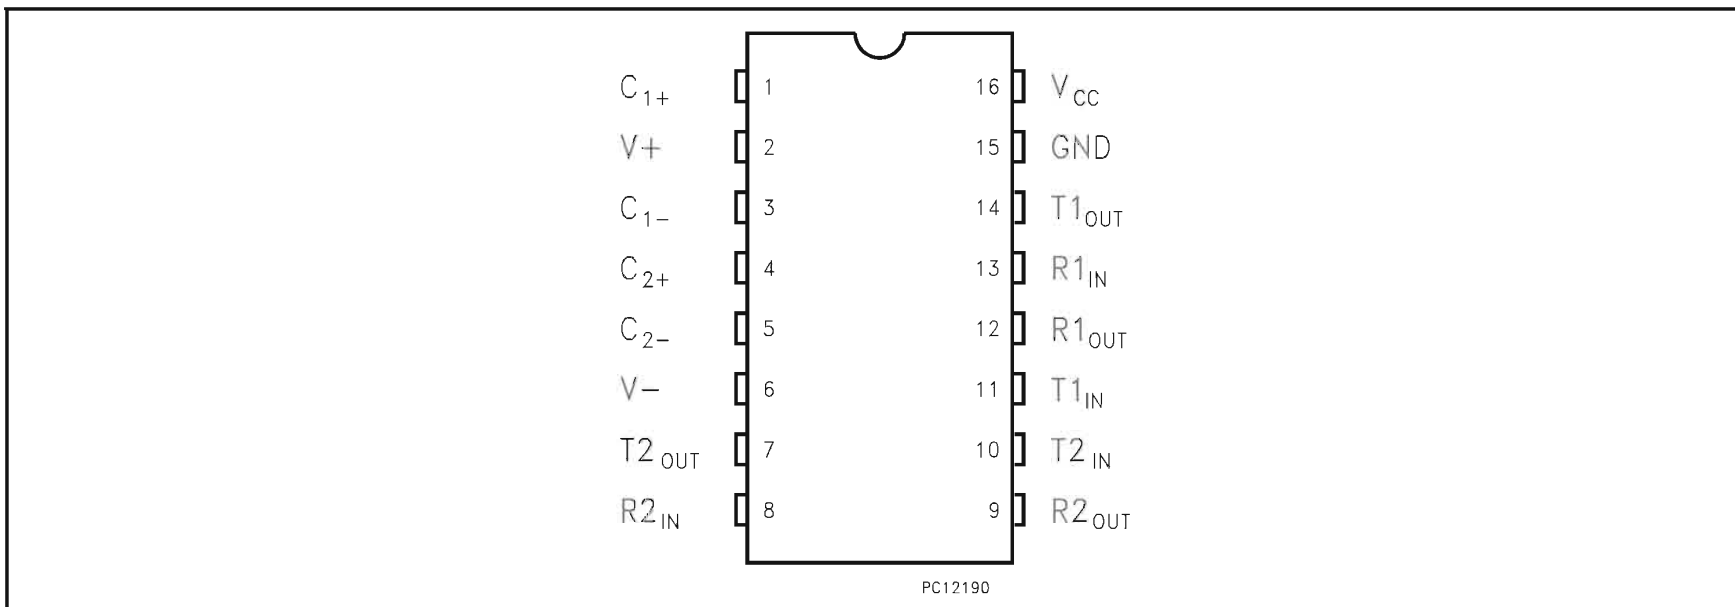 C1+ 1 16 VCC
V+ 2 15 GND
C1− 3 14 T1OUT
C2+ 4 13 R1IN
C2− 5 12 R1OUT
V− 6 11 T1IN
T2OUT 7 10 T2IN
R2IN 8 9 R2OUT
PC12190